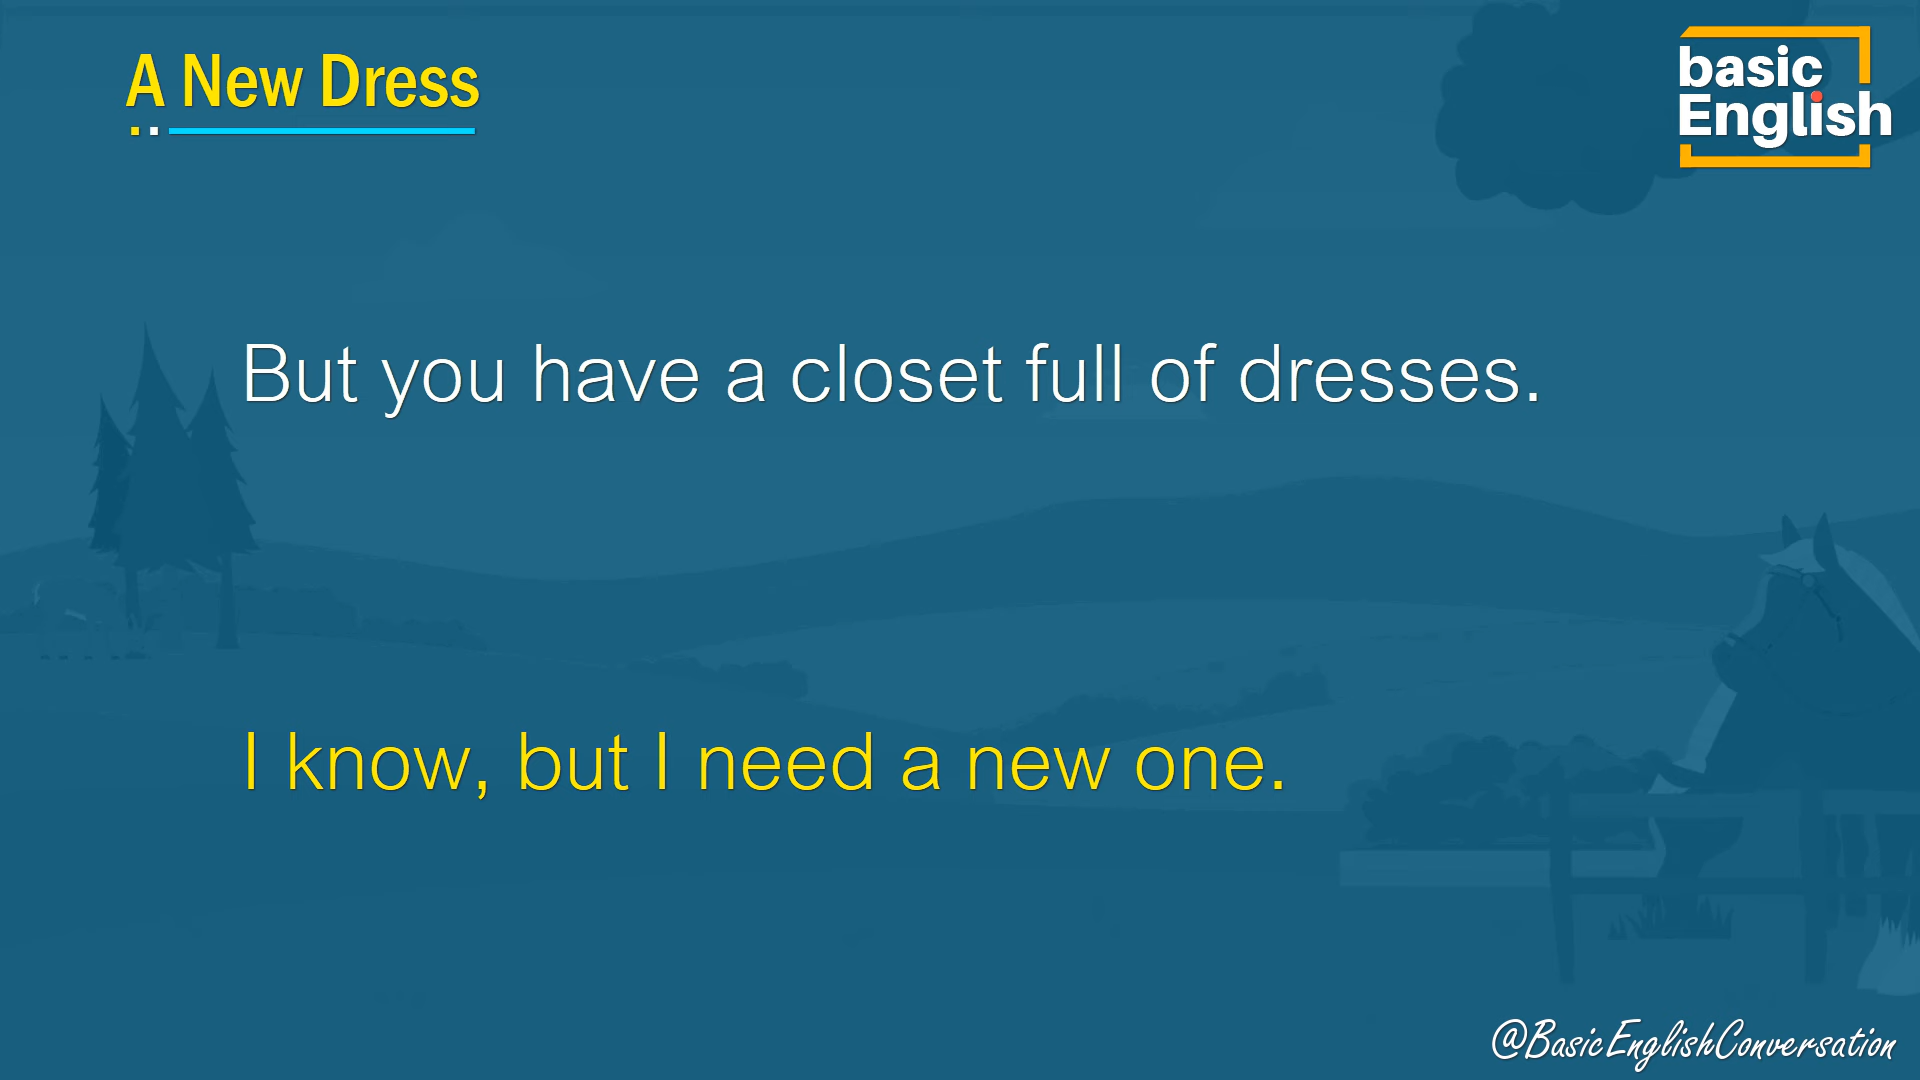 A New Dress
basic
English
But you have a closet full of dresses.
I know, but I need a new one.
@BasicEnglishConversation